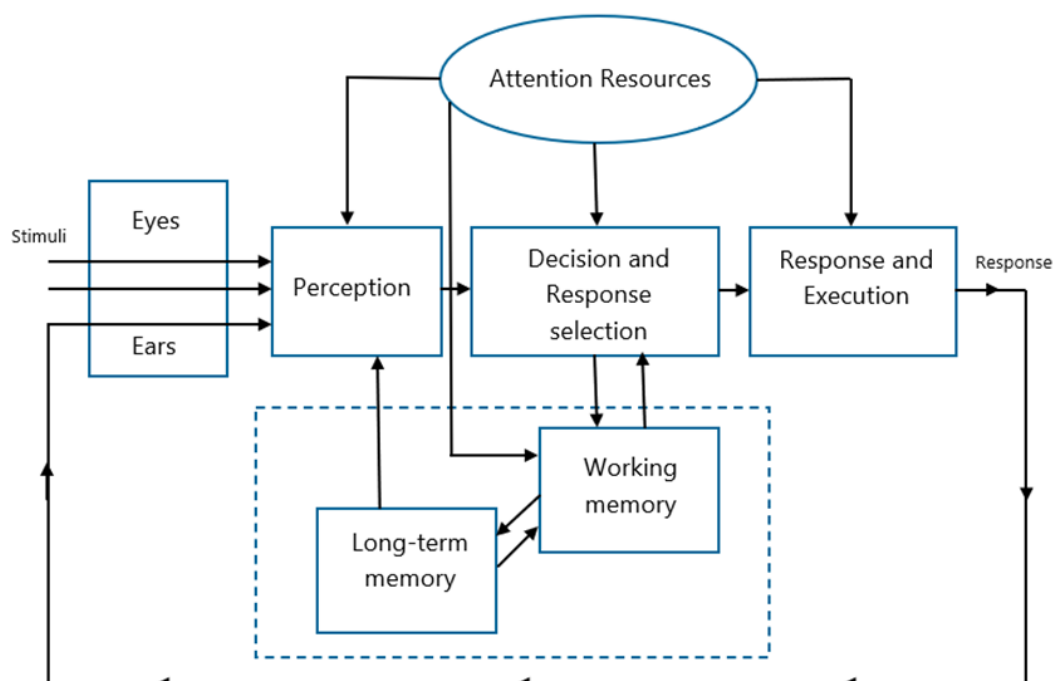 Attention Resources
Stimuli
Eyes
Ears
Perception
Decision and
Response
selection
Response and
Execution
Response
Working
memory
Long-term
memory